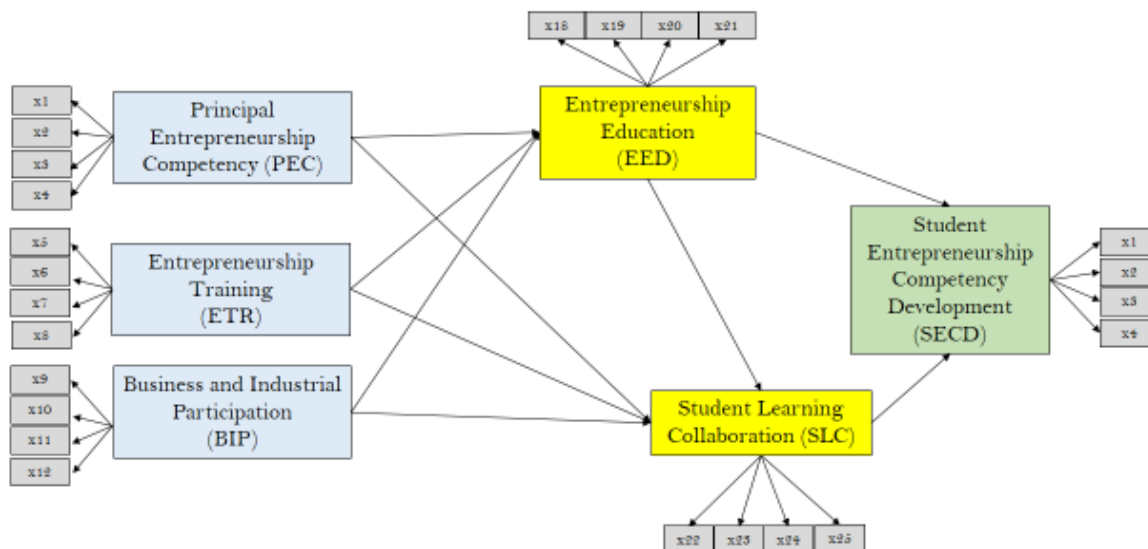 x18 x19 x20 x21
x1
x2
x3
x4
Principal
Entrepreneurship
Competency (PEC)
Entrepreneurship
Education
(EED)
x5
x6
x7
x8
Entrepreneurship
Training
(ETR)
Student
Entrepreneurship
Competency
Development
(SECD)
x1
x2
x3
x4
x9
x10
x11
x12
Business and Industrial
Participation
(BIP)
Student Learning
Collaboration (SLC)
x22 x23 x24 x25